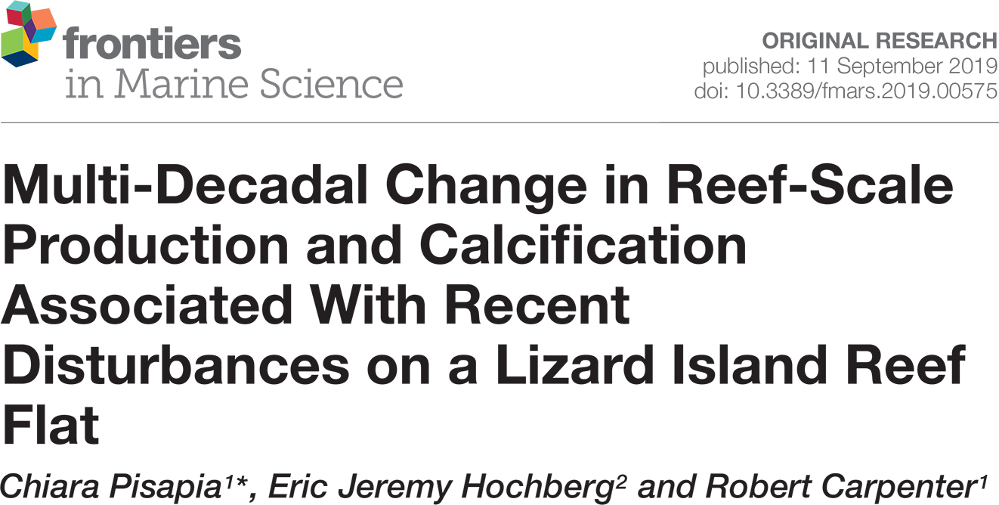 frontiers
in Marine Science
ORIGINAL RESEARCH
published: 11 September 2019
doi: 10.3389/fmars.2019.00575
Multi-Decadal Change in Reef-Scale
Production and Calcification
Associated With Recent
Disturbances on a Lizard Island Reef
Flat
Chiara Pisapia¹*, Eric Jeremy Hochberg² and Robert Carpenter¹